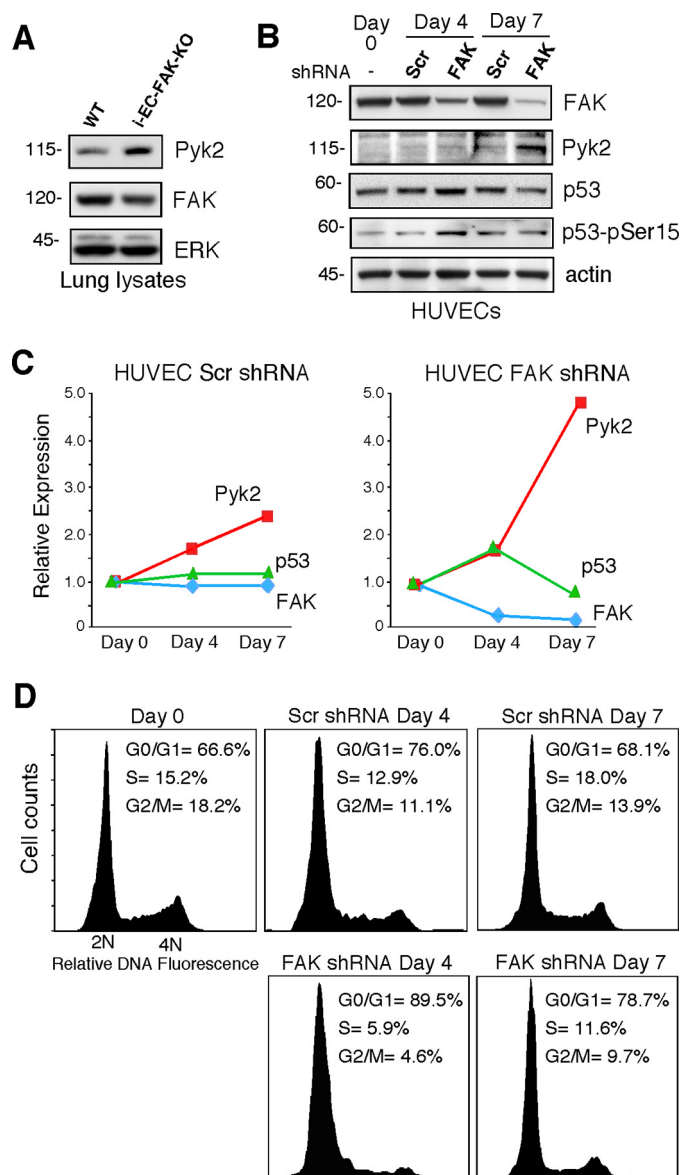 A
WT
i-EC-FAK-KO
115-
Pyk2
120-
FAK
45-
ERK
Lung lysates
B
Day 0
Day 4
Day 7
shRNA
-
Scr
FAK
Scr
FAK
120-
FAK
115-
Pyk2
60-
p53
60-
p53-pSer15
45-
actin
HUVECs
C
HUVEC Scr shRNA
Relative Expression
5.0
4.0
3.0
2.0
1.0
0
Pyk2
p53
FAK
Day 0 Day 4 Day 7
HUVEC FAK shRNA
5.0
4.0
3.0
2.0
1.0
0
Pyk2
p53
FAK
Day 0 Day 4 Day 7
D
Day 0
Cell counts
G0/G1= 66.6%
S= 15.2%
G2/M= 18.2%
2N 4N
Relative DNA Fluorescence
Scr shRNA Day 4
G0/G1= 76.0%
S= 12.9%
G2/M= 11.1%
Scr shRNA Day 7
G0/G1= 68.1%
S= 18.0%
G2/M= 13.9%
FAK shRNA Day 4
G0/G1= 89.5%
S= 5.9%
G2/M= 4.6%
FAK shRNA Day 7
G0/G1= 78.7%
S= 11.6%
G2/M= 9.7%